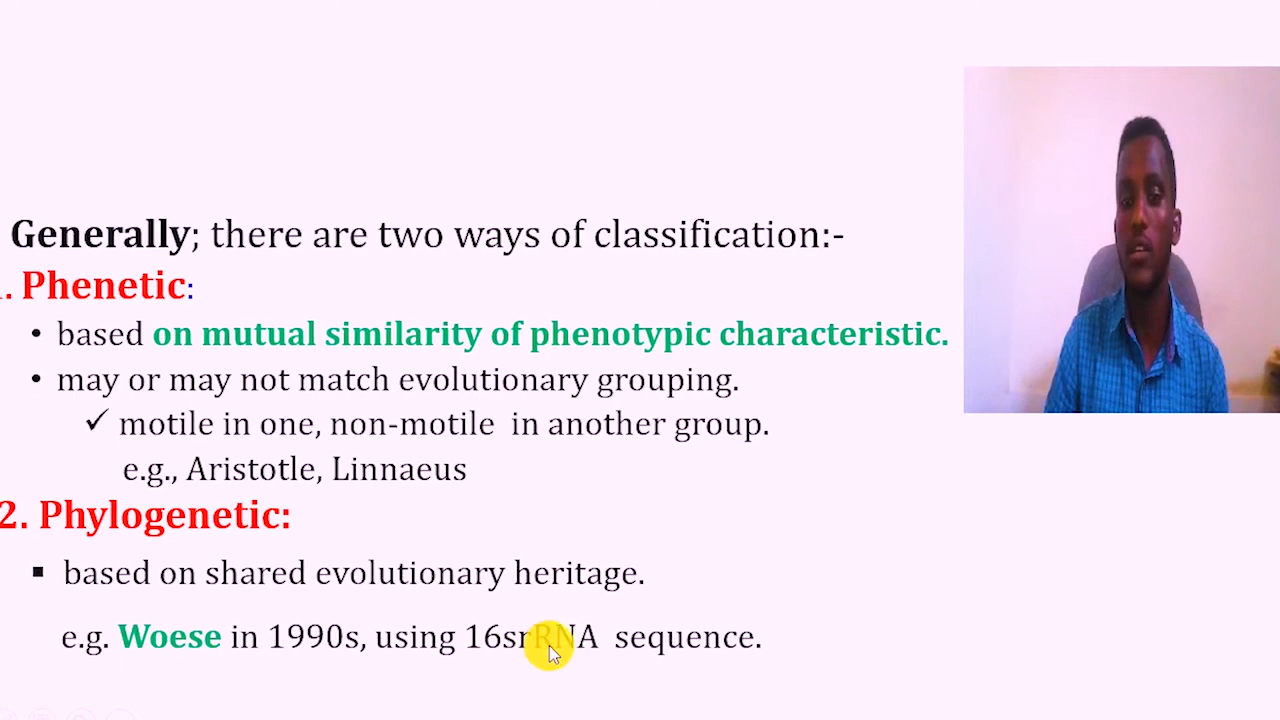 Generally; there are two ways of classification:-
. Phenetic:
• based on mutual similarity of phenotypic characteristic.
• may or may not match evolutionary grouping.
✓ motile in one, non-motile in another group.
e.g., Aristotle, Linnaeus
2. Phylogenetic:
▪ based on shared evolutionary heritage.
e.g. Woese in 1990s, using 16srRNA sequence.